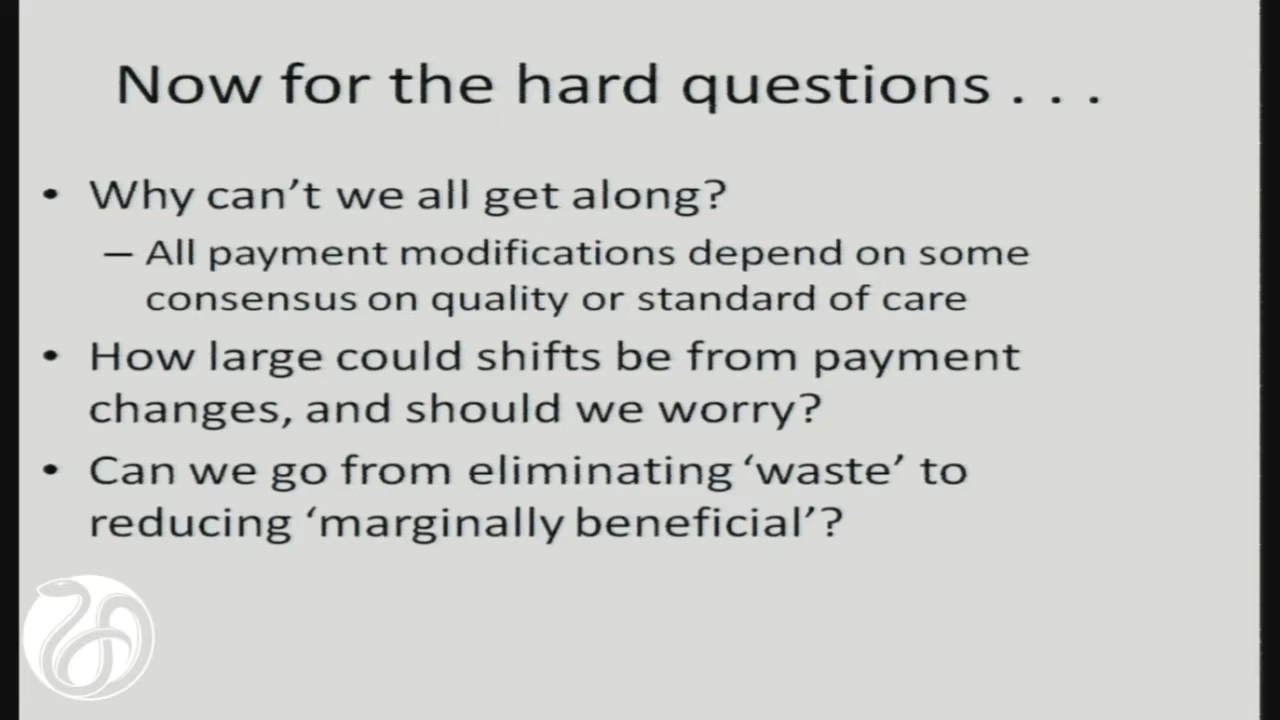 Now for the hard questions . . .
• Why can’t we all get along?
– All payment modifications depend on some
consensus on quality or standard of care
• How large could shifts be from payment
changes, and should we worry?
• Can we go from eliminating ‘waste’ to
reducing ‘marginally beneficial’?